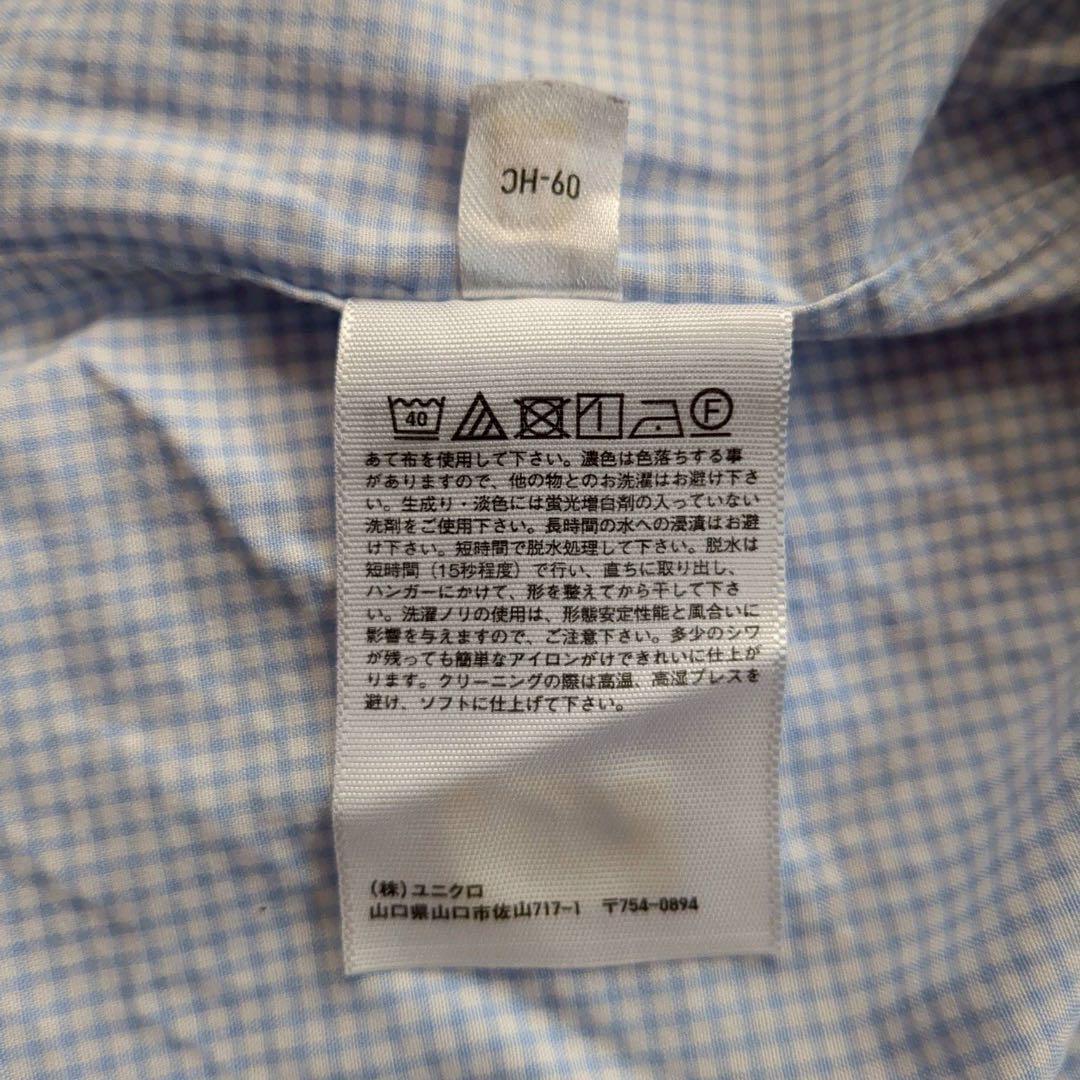 OH-60
40
F
あて布を使用して下さい。濃色は色落ちする事
がありますので、他の物とのお洗濯はお避け下さ
い。生成り・淡色には蛍光増白剤の入っていない
洗剤をご使用下さい。長時間の水への浸漬はお避
け下さい。短時間で脱水処理して下さい。脱水は
短時間（15秒程度）で行い、直ちに取り出し、
ハンガーにかけて、形を整えてから干して下さ
い。洗濯ノリの使用は、形態安定性能と風合いに
影響を与えますので、ご注意下さい。多少のシワ
が残っても簡単なアイロンがけできれいに仕上が
ります。クリーニングの際は高温、高湿プレスを
避け、ソフトに仕上げて下さい。
(株)ユニクロ
山口県山口市佐山717-1 〒754-0894